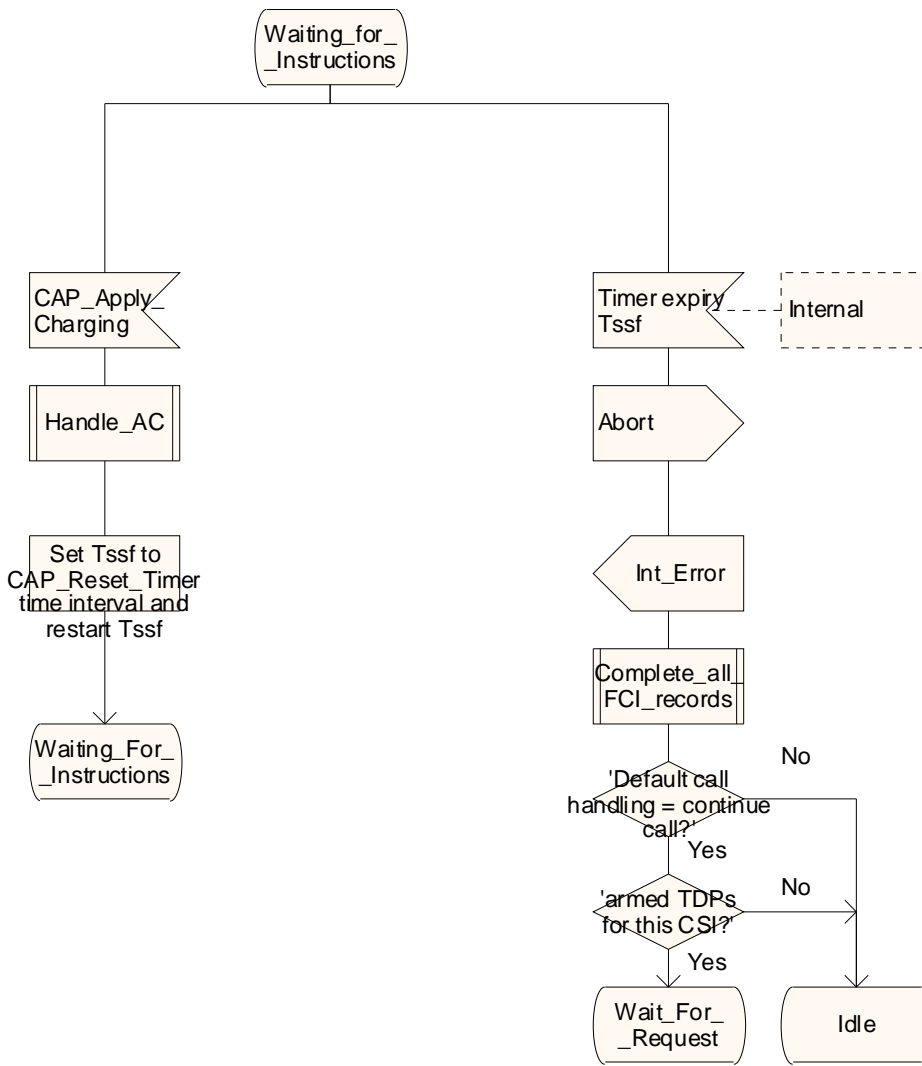 Waiting_for_
_Instructions
CAP_Apply_
Charging
Handle_AC
Set Tssf to
CAP_Reset_Timer
time interval and
restart Tssf
Waiting_For_
_Instructions
Timer expiry
Tssf
Internal
Abort
Int_Error
Complete_all_
FCI_records
'Default call
handling = continue
call?'
No
Yes
'armed TDPs
for this CSI?'
No
Yes
Wait_For_
_Request
Idle